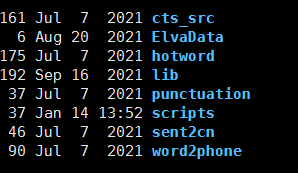 161 Jul  7  2021 cts_src
  6 Aug 20  2021 ElvaData
175 Jul  7  2021 hotword
192 Sep 16  2021 lib
 37 Jul  7  2021 punctuation
 37 Jan 14 13:52 scripts
 46 Jul  7  2021 sent2cn
 90 Jul  7  2021 word2phone